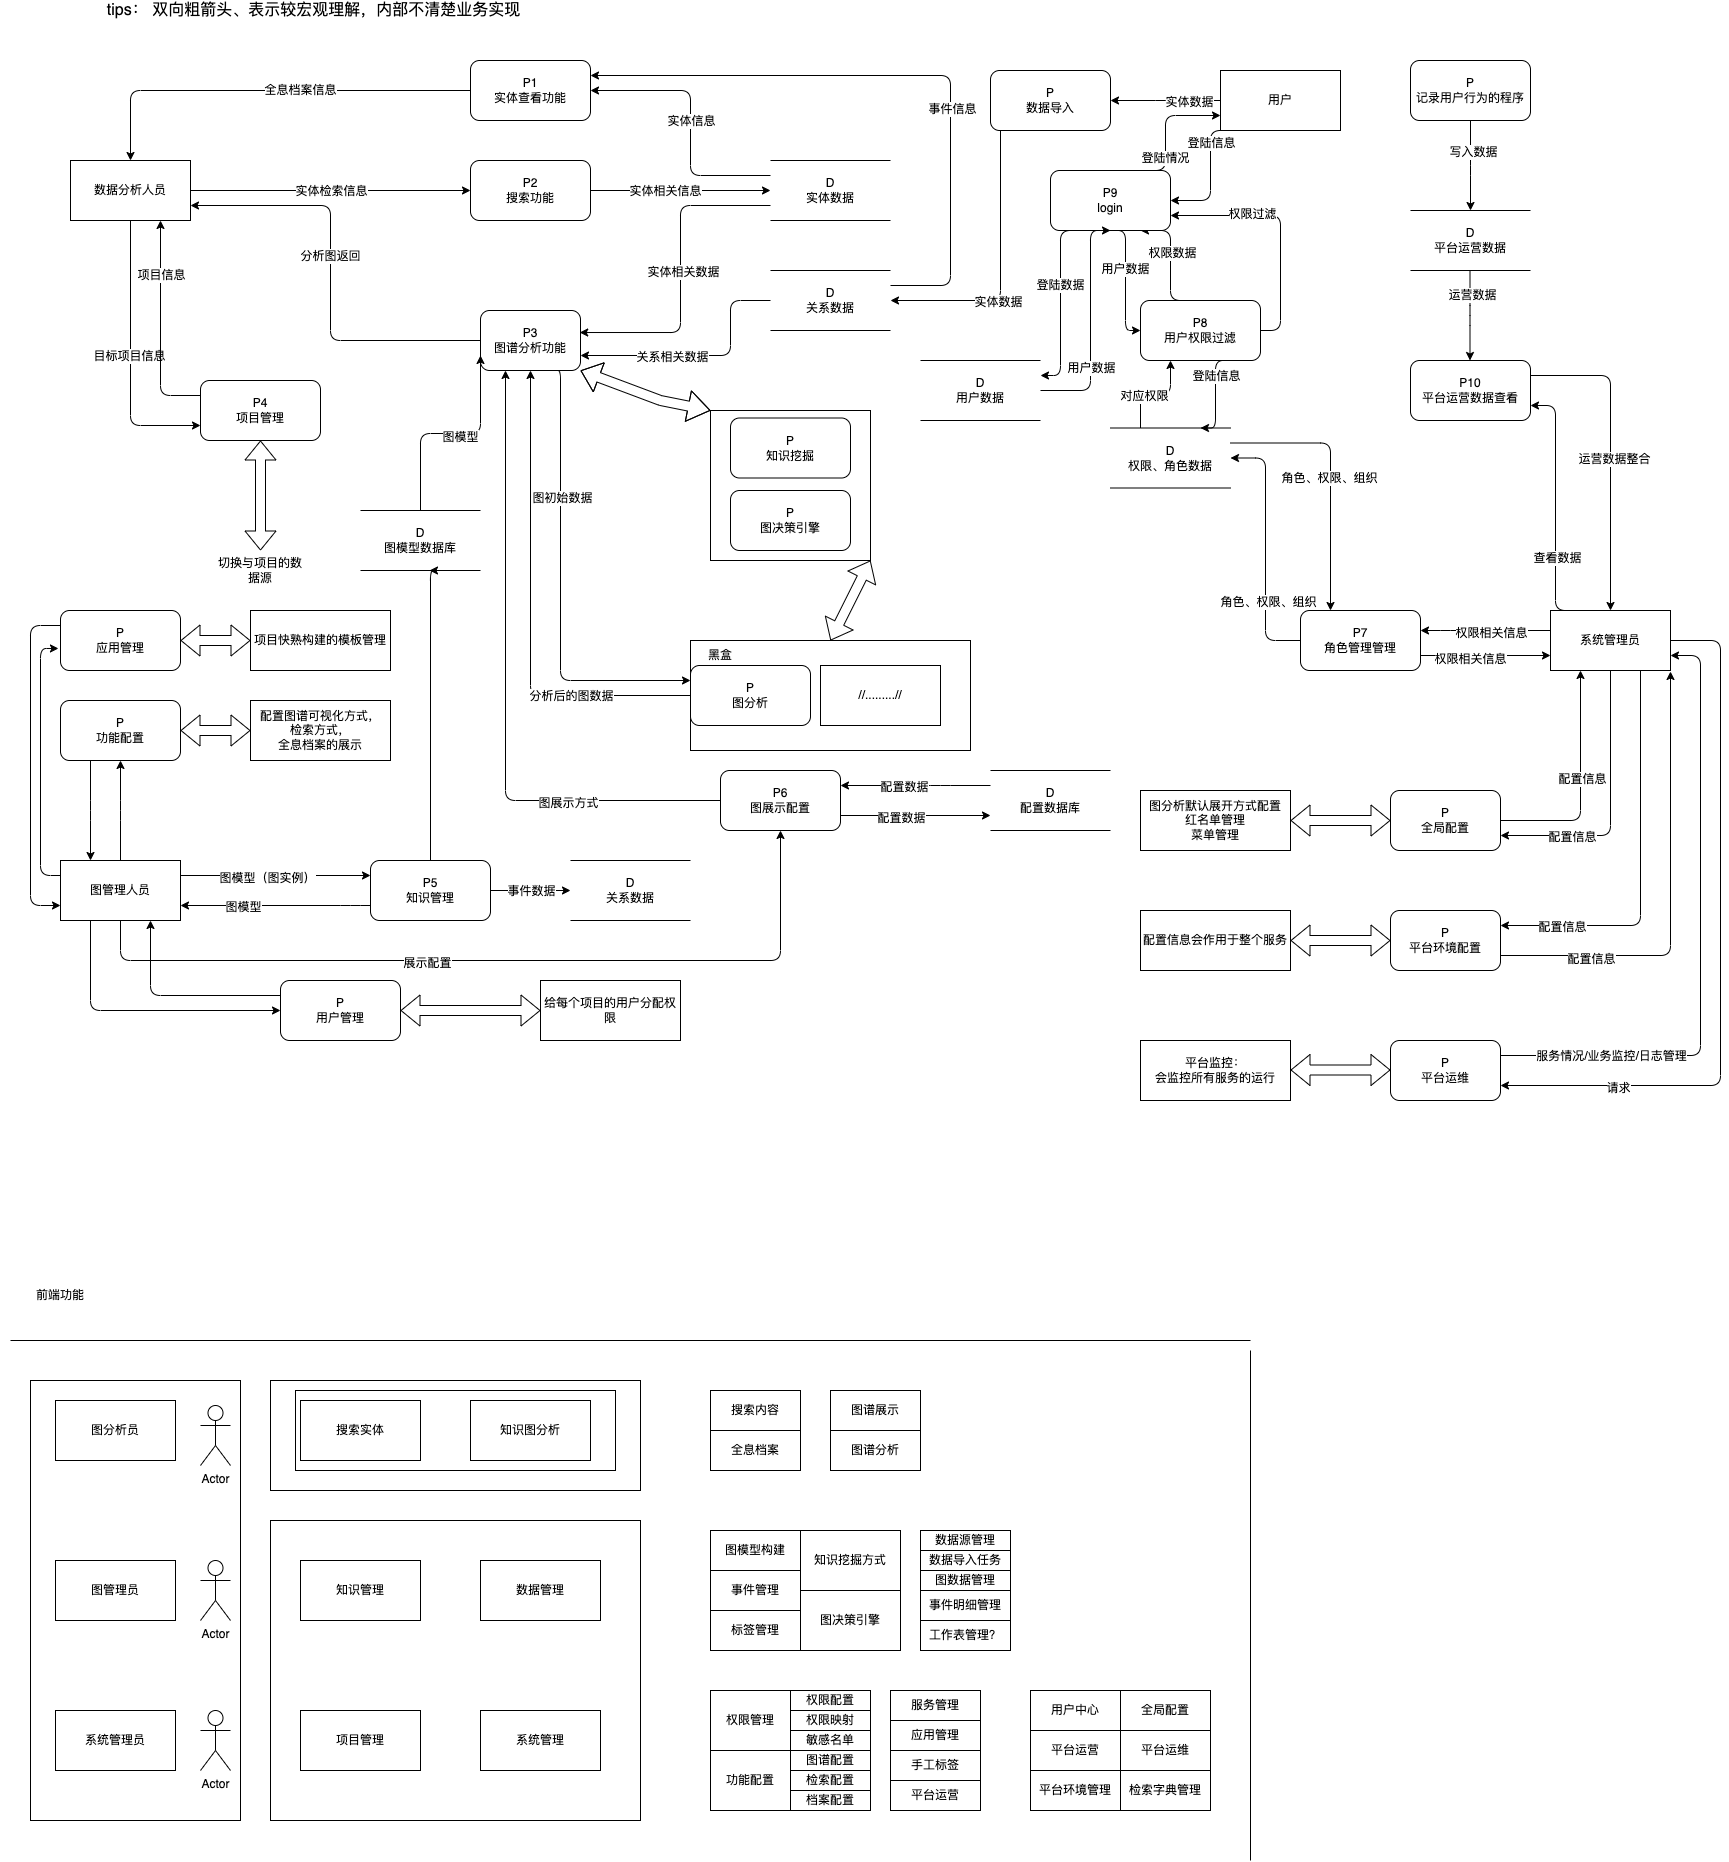 tips： 双向粗箭头、表示较宏观理解，内部不清楚业务实现
P1
实体查看功能
全息档案信息
事件信息
实体信息
P
数据导入
实体数据
用户
登陆信息
登陆情况
P
记录用户行为的程序
写入数据
数据分析人员
实体检索信息
P2
搜索功能
实体相关信息
D
实体数据
P9
login
权限过滤
D
平台运营数据
分析图返回
项目信息
实体相关数据
D
关系数据
实体数据
登陆数据
用户数据
权限数据
运营数据
P3
图谱分析功能
关系相关数据
P8
用户权限过滤
目标项目信息
用户数据
登陆信息
对应权限
D
用户数据
P10
平台运营数据查看
P4
项目管理
图模型
P
知识挖掘
P
图决策引擎
D
权限、角色数据
角色、权限、组织
运营数据整合
图初始数据
D
图模型数据库
切换与项目的数
据源
查看数据
角色、权限、组织
P
应用管理
项目快熟构建的模板管理
黑盒
P
图分析
//.........//
分析后的图数据
P7
角色管理管理
权限相关信息
权限相关信息
系统管理员
P
功能配置
配置图谱可视化方式，
检索方式，
全息档案的展示
图展示方式
P6
图展示配置
配置数据
配置数据
D
配置数据库
图分析默认展开方式配置
红名单管理
菜单管理
P
全局配置
配置信息
配置信息
图管理人员
图模型（图实例）
图模型
P5
知识管理
事件数据
D
关系数据
展示配置
配置信息会作用于整个服务
P
平台环境配置
配置信息
配置信息
P
用户管理
给每个项目的用户分配权
限
平台监控：
会监控所有服务的运行
P
平台运维
服务情况/业务监控/日志管理
请求
前端功能
图分析员
Actor
搜索实体
知识图分析
搜索内容
全息档案
图谱展示
图谱分析
图管理员
Actor
知识管理
数据管理
图模型构建
事件管理
标签管理
知识挖掘方式
图决策引擎
数据源管理
数据导入任务
图数据管理
事件明细管理
工作表管理？
系统管理员
Actor
项目管理
系统管理
权限管理
权限配置
权限映射
敏感名单
功能配置
图谱配置
检索配置
档案配置
服务管理
应用管理
手工标签
平台运营
用户中心
全局配置
平台运营
平台运维
平台环境管理
检索字典管理